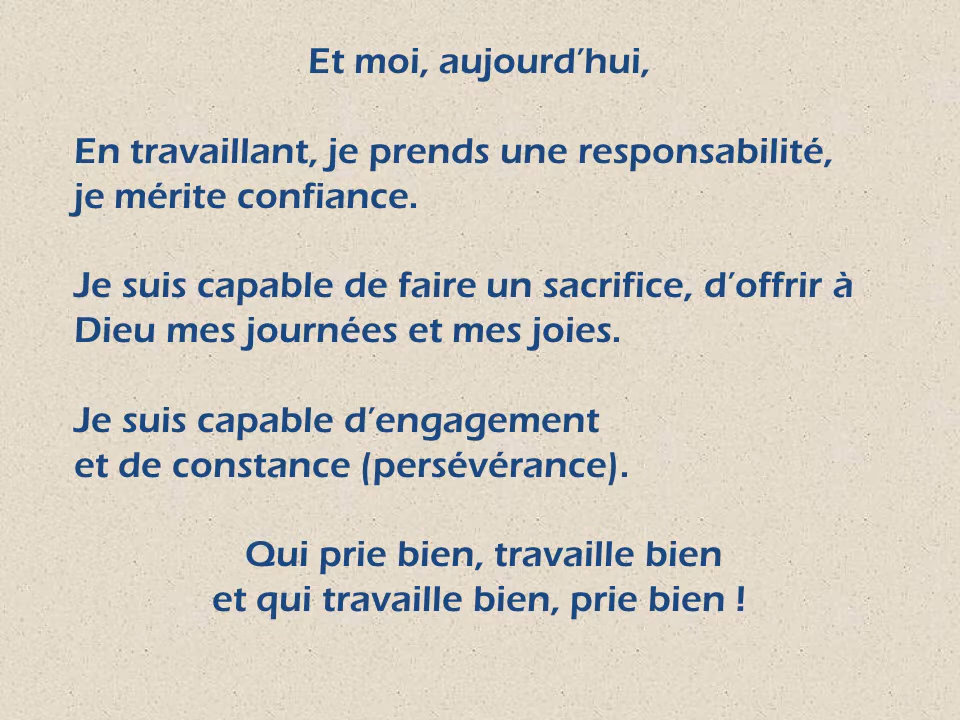 Et moi, aujourd’hui,
En travaillant, je prends une responsabilité,
je mérite confiance.
Je suis capable de faire un sacrifice, d’offrir à
Dieu mes journées et mes joies.
Je suis capable d’engagement
et de constance (persévérance).
Qui prie bien, travaille bien
et qui travaille bien, prie bien !